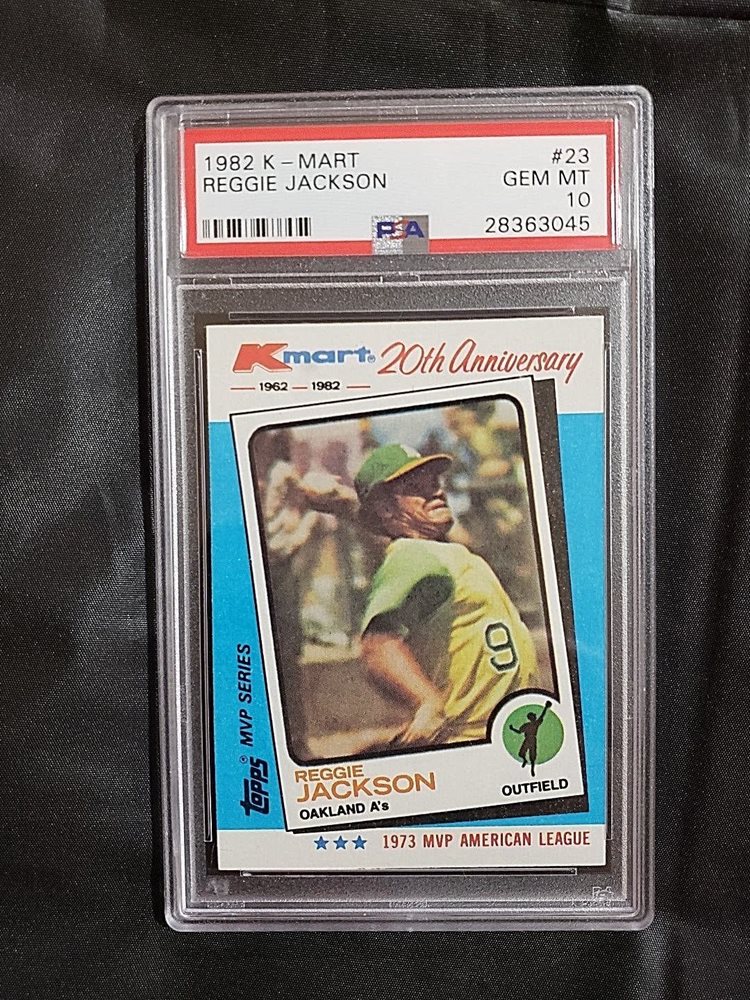 1982 K-MART #23
REGGIE JACKSON GEM MT
10
28363045
PSA
Kmart® 20th Anniversary
1962 — 1982
9
Topps® MVP SERIES
REGGIE
JACKSON
OAKLAND A's
OUTFIELD
★★★ 1973 MVP AMERICAN LEAGUE